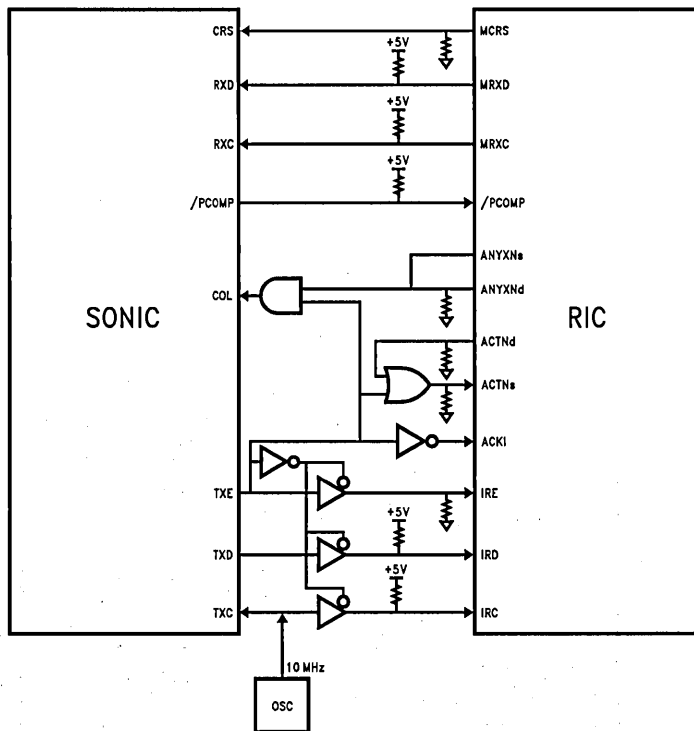 CRS MCRS
+5V
RXD MRXD
+5V
RXC MRXC
+5V
/PCOMP /PCOMP
ANYXNs
COL ANYXNd
SONIC RIC
ACTNd
ACTNs
ACKI
TXE IRE
+5V
TXD IRD
+5V
TXC IRC
10 MHz
OSC